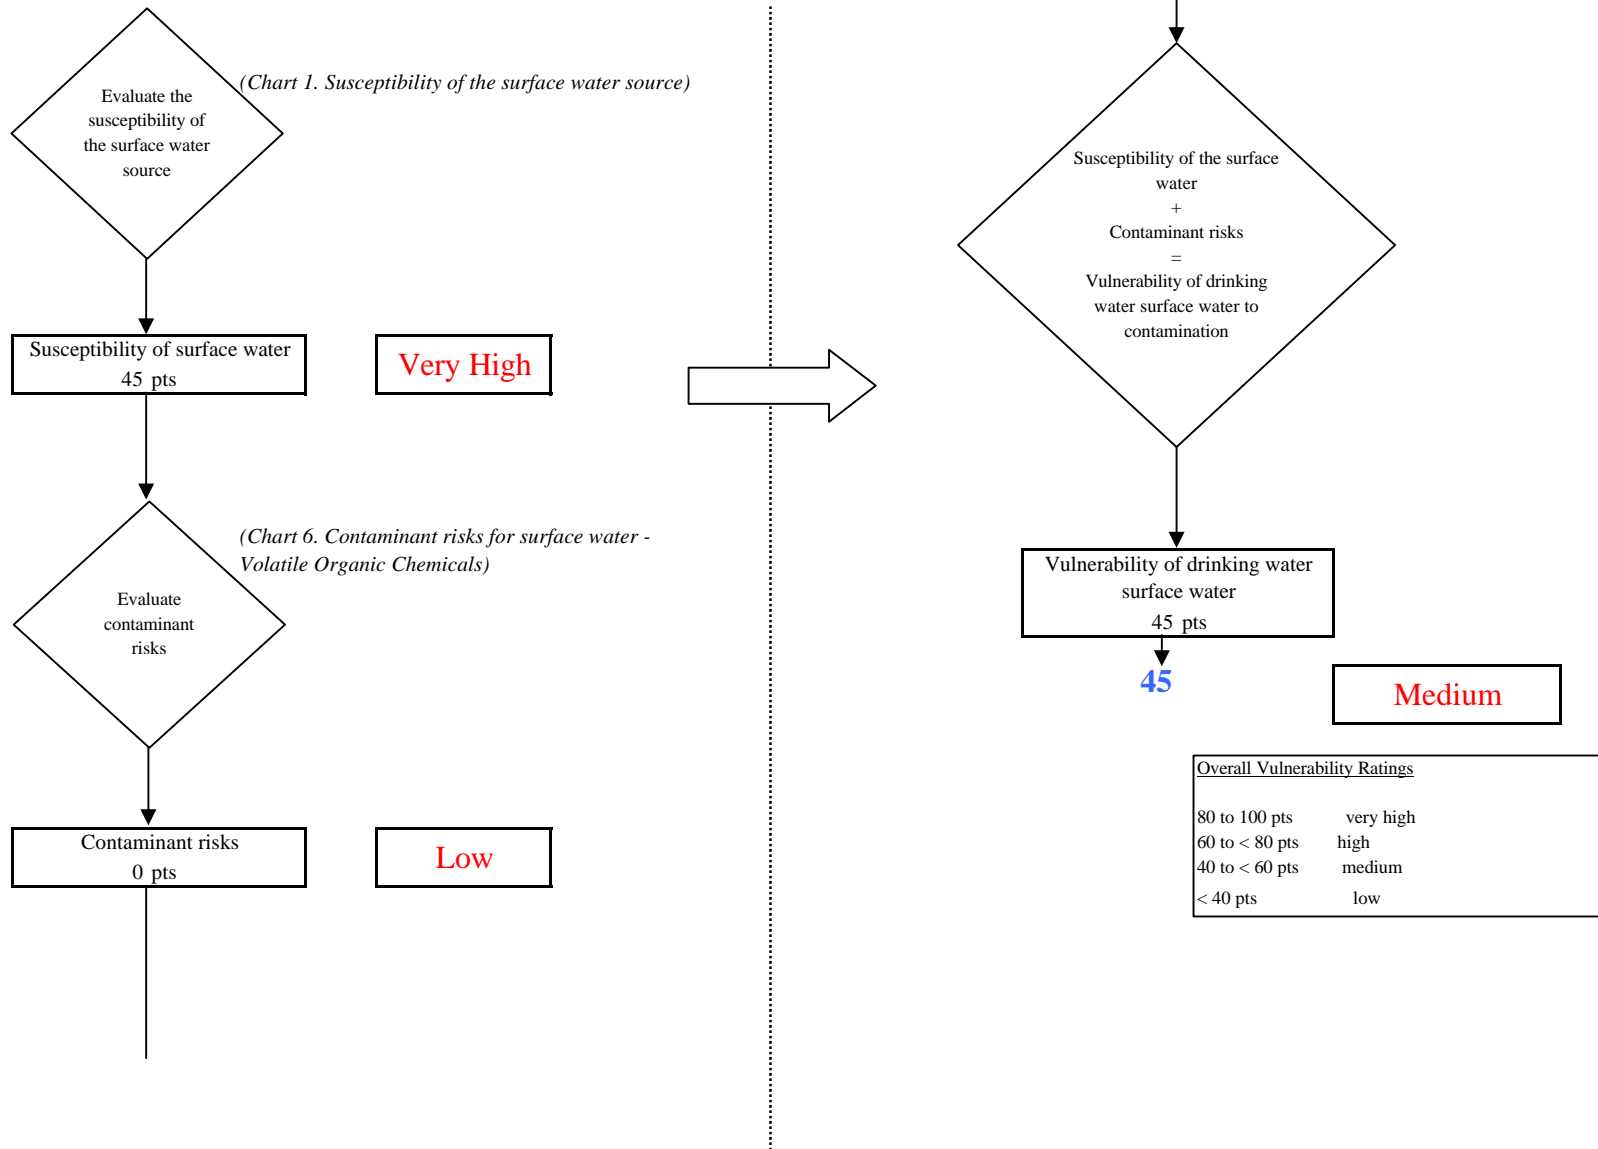 Evaluate the
susceptibility of
the surface water
source
(Chart 1. Susceptibility of the surface water source)
Susceptibility of surface water
45 pts
Very High
(Chart 6. Contaminant risks for surface water -
Volatile Organic Chemicals)
Evaluate
contaminant
risks
Contaminant risks
0 pts
Low
Susceptibility of the surface
water
+
Contaminant risks
=
Vulnerability of drinking
water surface water to
contamination
Vulnerability of drinking water
surface water
45 pts
45
Medium
Overall Vulnerability Ratings
80 to 100 pts very high
60 to < 80 pts high
40 to < 60 pts medium
< 40 pts low